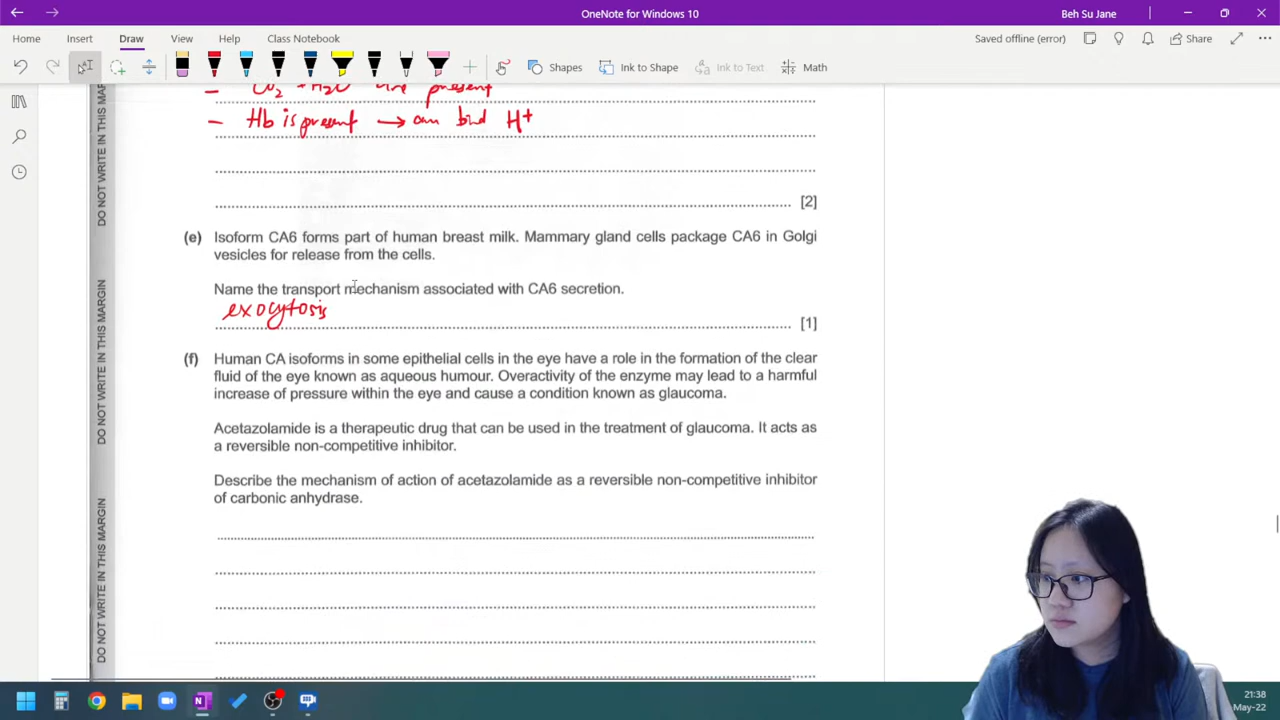 OneNote for Windows 10
Beh Su Jane
Home Insert Draw View Help Class Notebook
Saved offline (error)
Share
Shapes
Ink to Shape
Ink to Text
Math
- CO2 + H2O are present
- Hb is present → can bind H+
[2]
(e) Isoform CA6 forms part of human breast milk. Mammary gland cells package CA6 in Golgi
vesicles for release from the cells.
Name the transport mechanism associated with CA6 secretion.
exocytosis
[1]
(f) Human CA isoforms in some epithelial cells in the eye have a role in the formation of the clear
fluid of the eye known as aqueous humour. Overactivity of the enzyme may lead to a harmful
increase of pressure within the eye and cause a condition known as glaucoma.
Acetazolamide is a therapeutic drug that can be used in the treatment of glaucoma. It acts as
a reversible non-competitive inhibitor.
Describe the mechanism of action of acetazolamide as a reversible non-competitive inhibitor
of carbonic anhydrase.
DO NOT WRITE IN THIS MAR
DO NOT WRITE IN THIS MARGIN
DO NOT WRITE IN THIS MARGIN
21:38
May-22